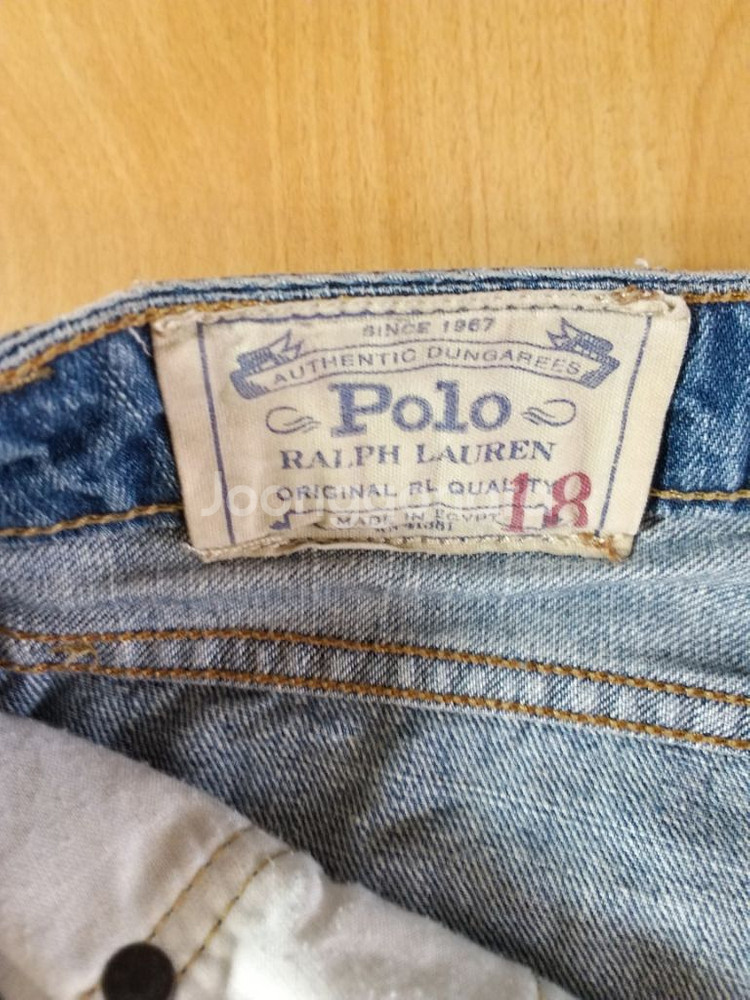 SINCE 1967
AUTHENTIC DUNGAREES
Polo
RALPH LAUREN
ORIGINAL RL QUALITY
18
MADE IN EGYPT